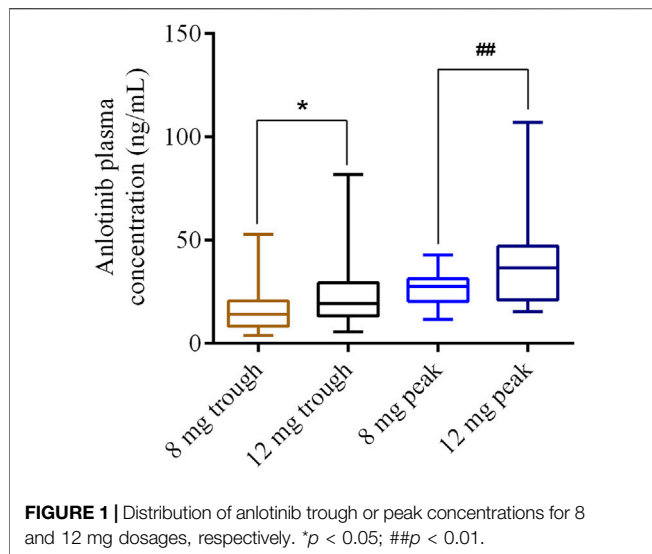 150
##
*
100
Anlotinib plasma
concentration (ng/mL)
50
0
8 mg trough
12 mg trough
8 mg peak
12 mg peak
FIGURE 1 | Distribution of anlotinib trough or peak concentrations for 8
and 12 mg dosages, respectively. *p < 0.05; ##p < 0.01.